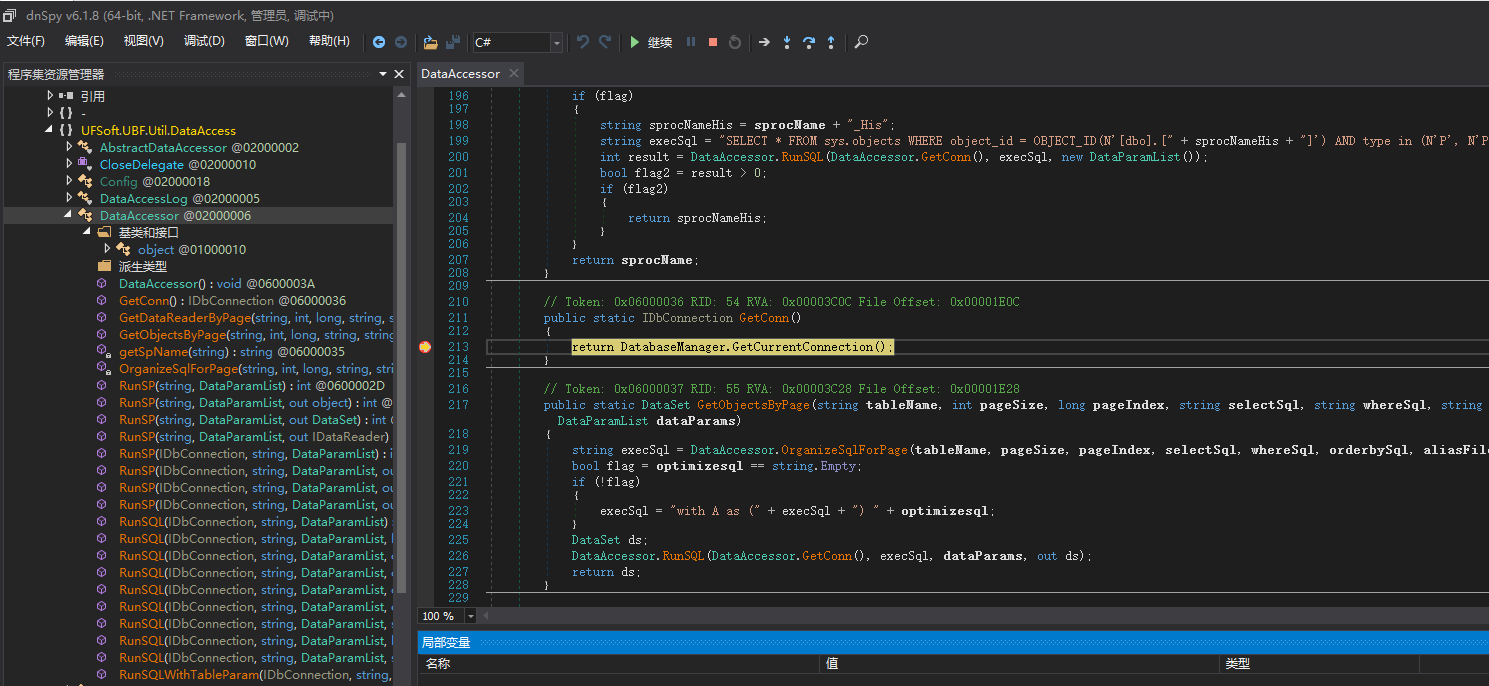 dnSpy v6.1.8 (64-bit, .NET Framework, 管理员, 调试中)
文件(F) 编辑(E) 视图(V) 调试(D) 窗口(W) 帮助(H) C# 继续
程序集资源管理器
引用
{ } -
{ } UFSoft.UBF.Util.DataAccess
AbstractDataAccessor @02000002
CloseDelegate @02000010
Config @02000018
DataAccessLog @02000005
DataAccessor @02000006
基类和接口
object @01000010
派生类型
DataAccessor() : void @0600003A
GetConn() : IDbConnection @06000036
GetDataReaderByPage(string, int, long, string, s
GetObjectsByPage(string, int, long, string, string
getSpName(string) : string @06000035
OrganizeSqlForPage(string, int, long, string, stri
RunSP(string, DataParamList) : int @0600002D
RunSP(string, DataParamList, out object) : int @
RunSP(string, DataParamList, out DataSet) : int
RunSP(string, DataParamList, out IDataReader)
RunSP(IDbConnection, string, DataParamList) : i
RunSP(IDbConnection, string, DataParamList, ou
RunSP(IDbConnection, string, DataParamList, ou
RunSP(IDbConnection, string, DataParamList, ou
RunSQL(IDbConnection, string, DataParamList)
RunSQL(IDbConnection, string, DataParamList,
RunSQL(IDbConnection, string, DataParamList, o
RunSQL(IDbConnection, string, DataParamList, o
RunSQL(IDbConnection, string, DataParamList, o
RunSQL(IDbConnection, string, DataParamList, o
RunSQL(IDbConnection, string, DataParamList, s
RunSQL(IDbConnection, string, DataParamList,
RunSQL(IDbConnection, string, DataParamList, s
RunSQLWithTableParam(IDbConnection, string,
DataAccessor
196 if (flag)
197 {
198 string sprocNameHis = sprocName + "_His";
199 string execSql = "SELECT * FROM sys.objects WHERE object_id = OBJECT_ID(N'[dbo].[" + sprocNameHis + "]') AND type in (N'P', N'P
200 int result = DataAccessor.RunSQL(DataAccessor.GetConn(), execSql, new DataParamList());
201 bool flag2 = result > 0;
202 if (flag2)
203 {
204 return sprocNameHis;
205 }
206 }
207 return sprocName;
208 }
209
210 // Token: 0x06000036 RID: 54 RVA: 0x00003C0C File Offset: 0x00001E0C
211 public static IDbConnection GetConn()
212 {
213 return DatabaseManager.GetCurrentConnection();
214 }
215
216 // Token: 0x06000037 RID: 55 RVA: 0x00003C28 File Offset: 0x00001E28
217 public static DataSet GetObjectsByPage(string tableName, int pageSize, long pageIndex, string selectSql, string whereSql, string
DataParamList dataParams)
218 {
219 string execSql = DataAccessor.OrganizeSqlForPage(tableName, pageSize, pageIndex, selectSql, whereSql, orderbySql, aliasFile
220 bool flag = optimizesql == string.Empty;
221 if (!flag)
222 {
223 execSql = "with A as (" + execSql + ") " + optimizesql;
224 }
225 DataSet ds;
226 DataAccessor.RunSQL(DataAccessor.GetConn(), execSql, dataParams, out ds);
227 return ds;
228 }
229
100 %
局部变量
名称 值 类型